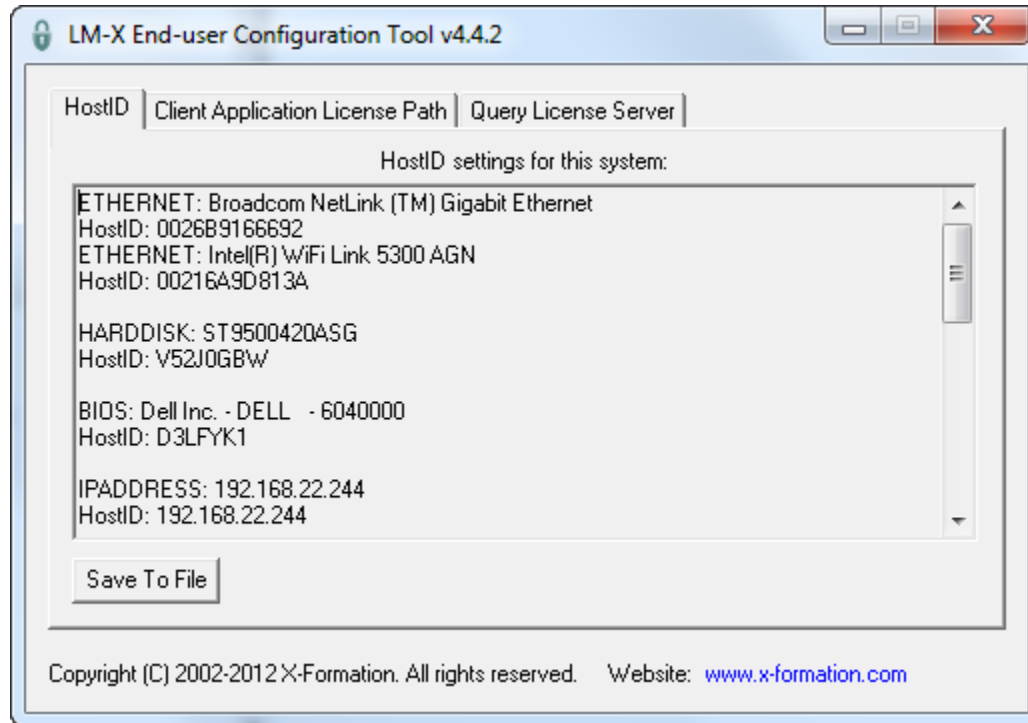 LM-X End-user Configuration Tool v4.4.2
HostID Client Application License Path Query License Server
HostID settings for this system:
ETHERNET: Broadcom NetLink (TM) Gigabit Ethernet
HostID: 0026B9166692
ETHERNET: Intel(R) WiFi Link 5300 AGN
HostID: 00216A9D813A
HARDDISK: ST9500420ASG
HostID: V52J0GBW
BIOS: Dell Inc. - DELL   - 6040000
HostID: D3LFYK1
IPADDRESS: 192.168.22.244
HostID: 192.168.22.244
Save To File
Copyright (C) 2002-2012 X-Formation. All rights reserved. Website: www.x-formation.com